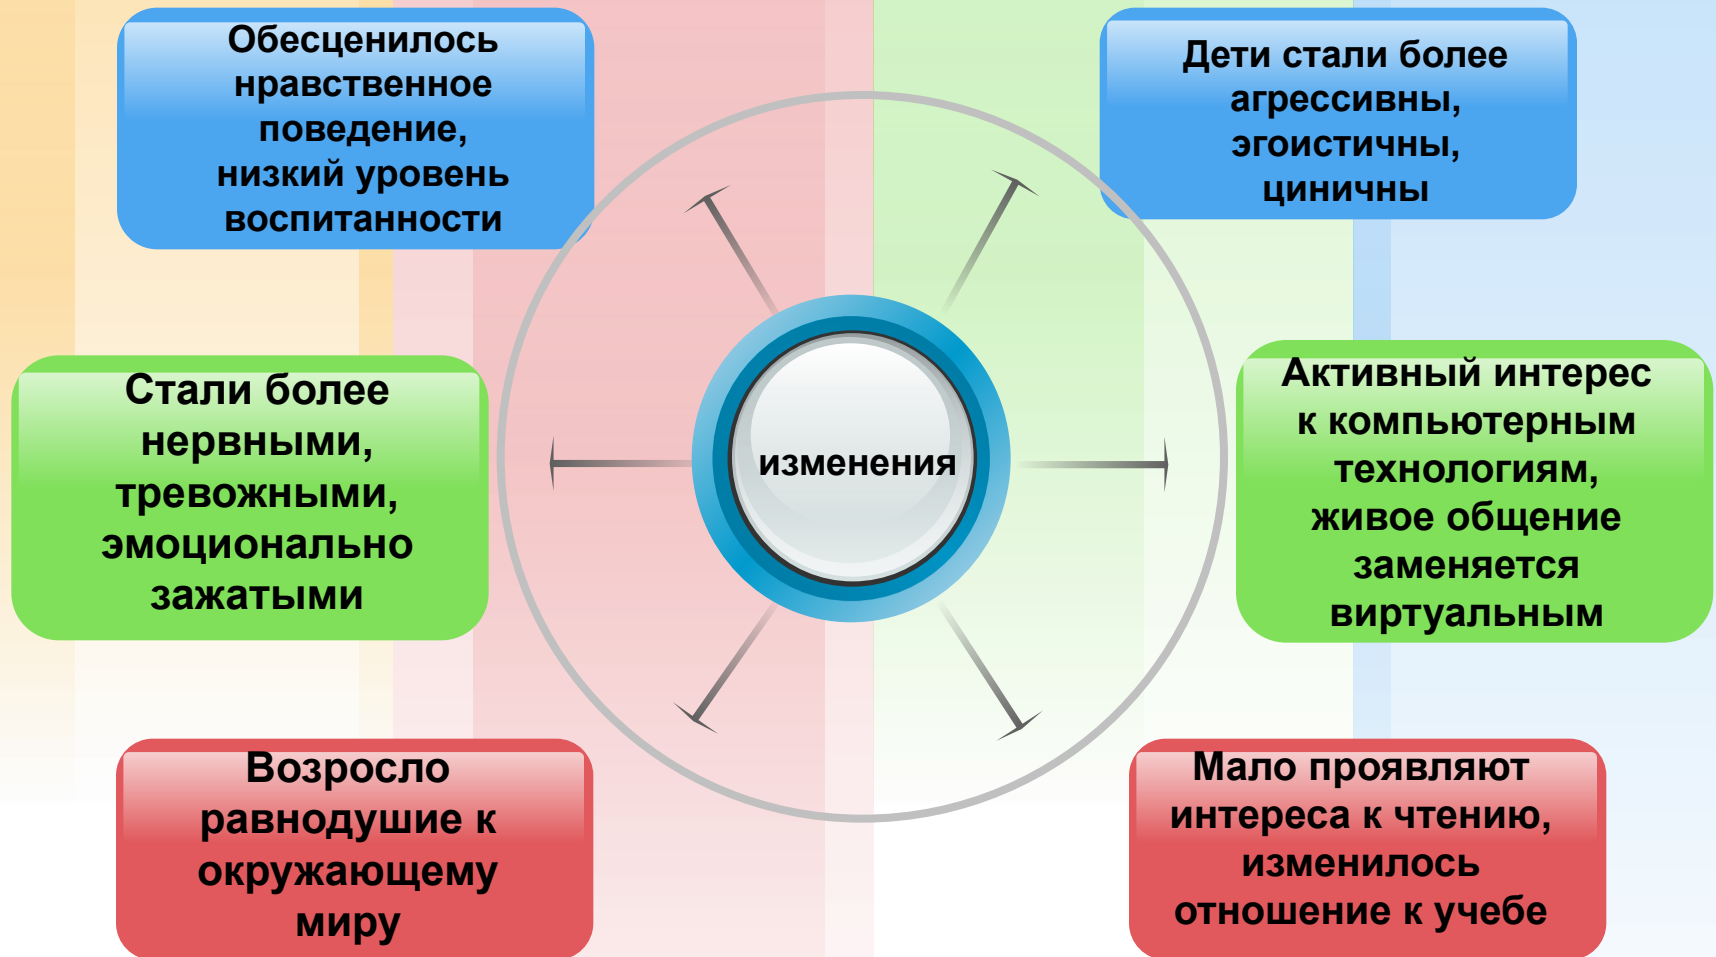 Обесценилось
нравственное
поведение,
низкий уровень
воспитанности
Дети стали более
агрессивны,
эгоистичны,
циничны
Стали более
нервными,
тревожными,
эмоционально
зажатыми
изменения
Активный интерес
к компьютерным
технологиям,
живое общение
заменяется
виртуальным
Возросло
равнодушие к
окружающему
миру
Мало проявляют
интереса к чтению,
изменилось
отношение к учебе